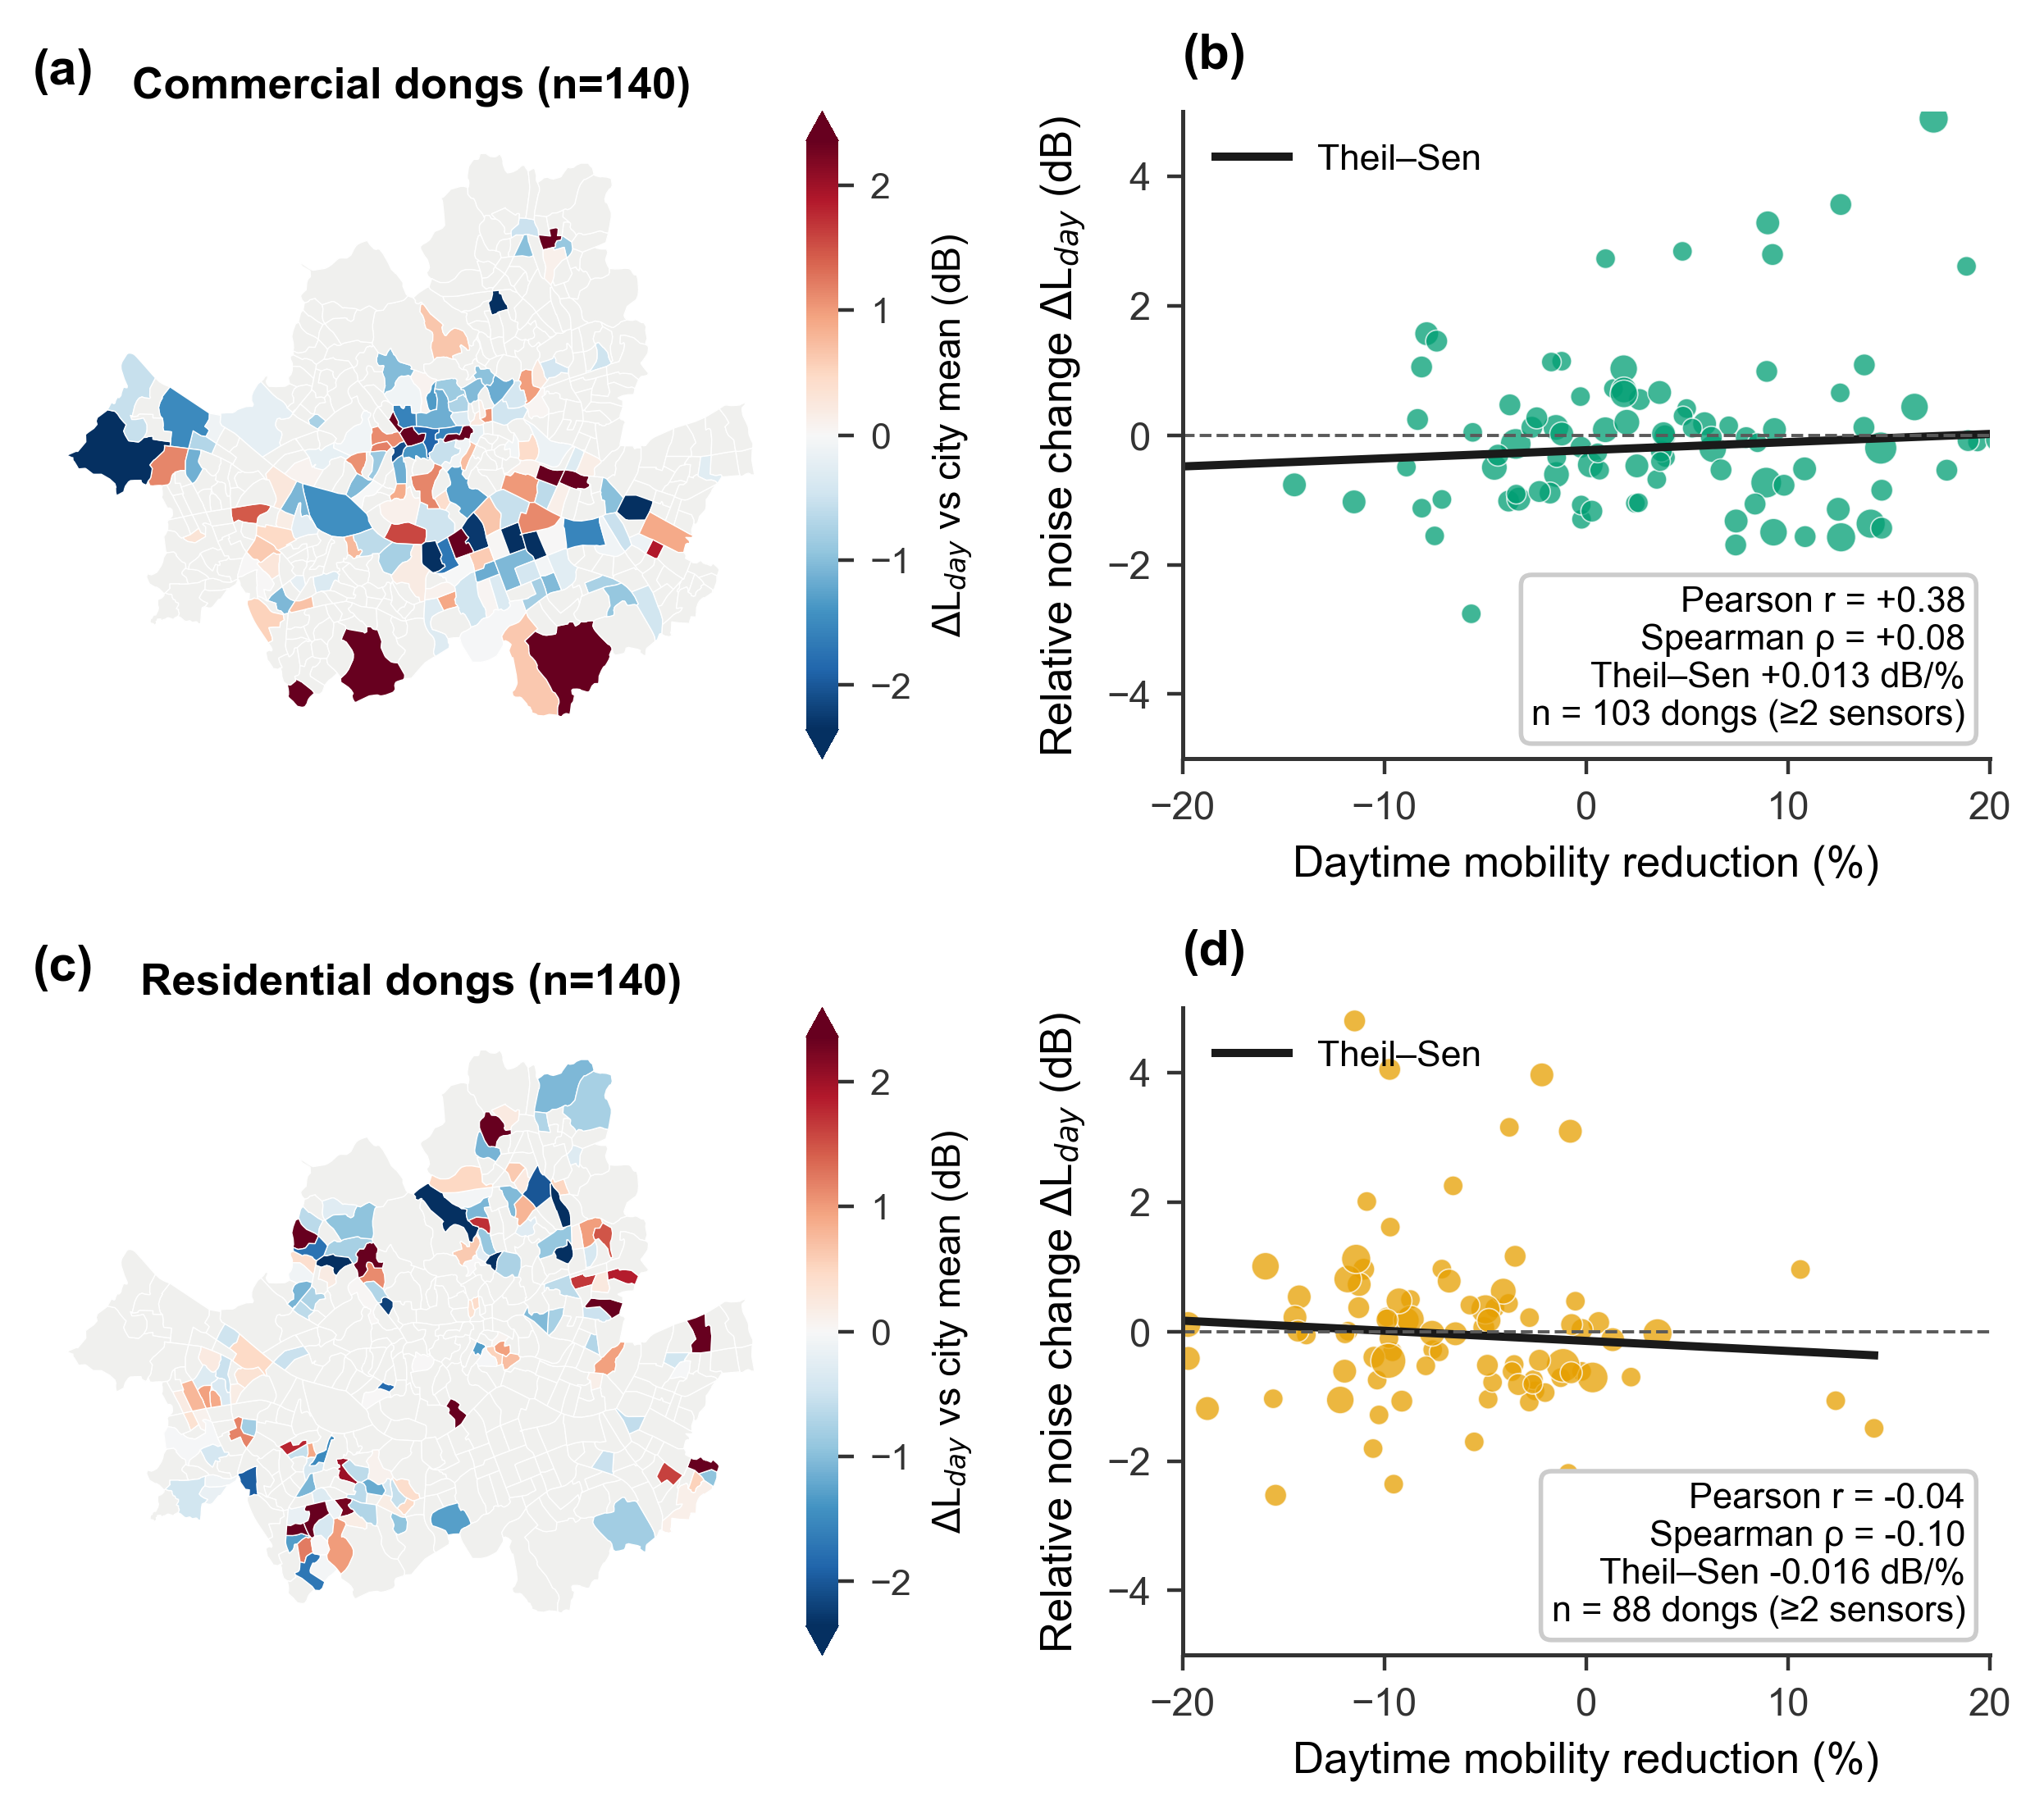 (a)
Commercial dongs (n=140)
2
1
0
−1
−2
ΔLday vs city mean (dB)
(b)
Theil–Sen
Relative noise change ΔLday (dB)
4
2
0
−2
−4
Pearson r = +0.38
Spearman ρ = +0.08
Theil–Sen +0.013 dB/%
n = 103 dongs (≥2 sensors)
−20 −10 0 10 20
Daytime mobility reduction (%)
(c)
Residential dongs (n=140)
2
1
0
−1
−2
ΔLday vs city mean (dB)
(d)
Theil–Sen
Relative noise change ΔLday (dB)
4
2
0
−2
−4
Pearson r = -0.04
Spearman ρ = -0.10
Theil–Sen -0.016 dB/%
n = 88 dongs (≥2 sensors)
−20 −10 0 10 20
Daytime mobility reduction (%)